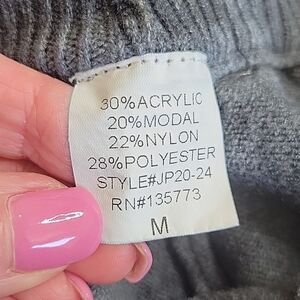 30%ACRYLIC
20%MODAL
22%NYLON
28%POLYESTER
STYLE#JP20-24
RN#135773
M